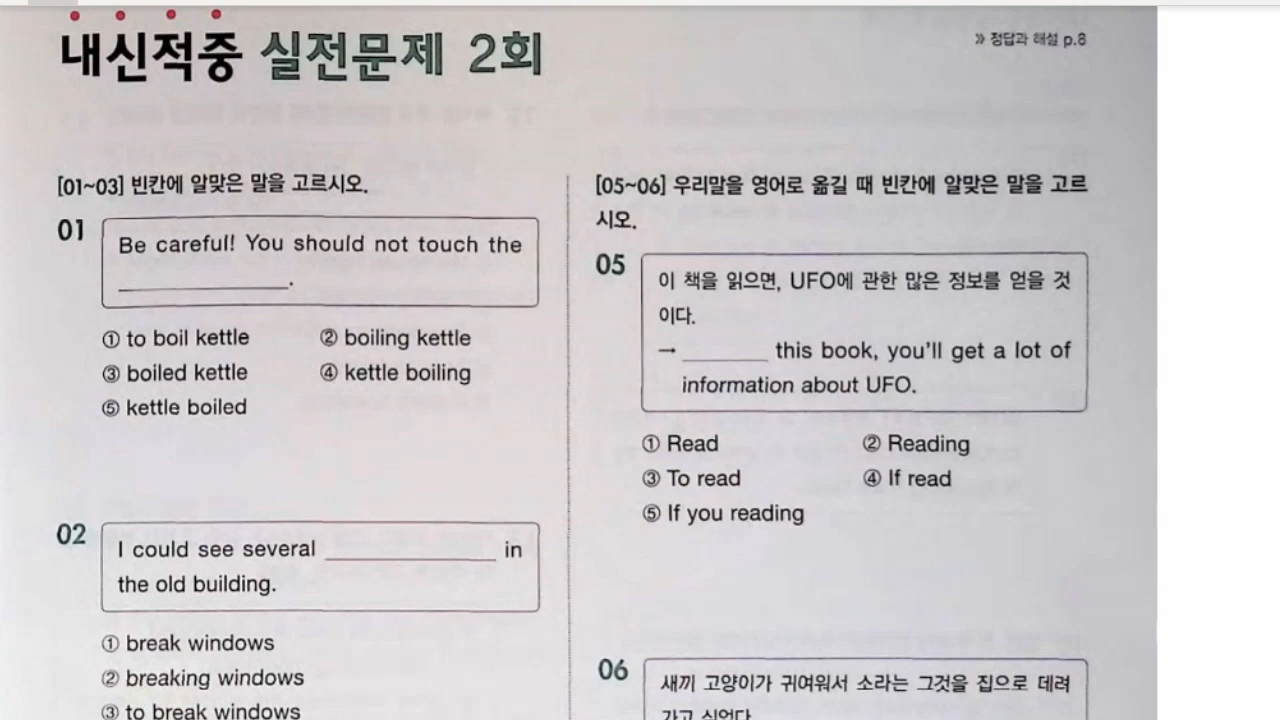 내신적중 실전문제 2회
» 정답과 해설 p.8
[01~03] 빈칸에 알맞은 말을 고르시오.
01
Be careful! You should not touch the
____________.
① to boil kettle ② boiling kettle
③ boiled kettle ④ kettle boiling
⑤ kettle boiled
02
I could see several ____________ in
the old building.
① break windows
② breaking windows
③ to break windows
[05~06] 우리말을 영어로 옮길 때 빈칸에 알맞은 말을 고르
시오.
05
이 책을 읽으면, UFO에 관한 많은 정보를 얻을 것
이다.
→ ______ this book, you'll get a lot of
information about UFO.
① Read ② Reading
③ To read ④ If read
⑤ If you reading
06
새끼 고양이가 귀여워서 소라는 그것을 집으로 데려
가고 싶었다.